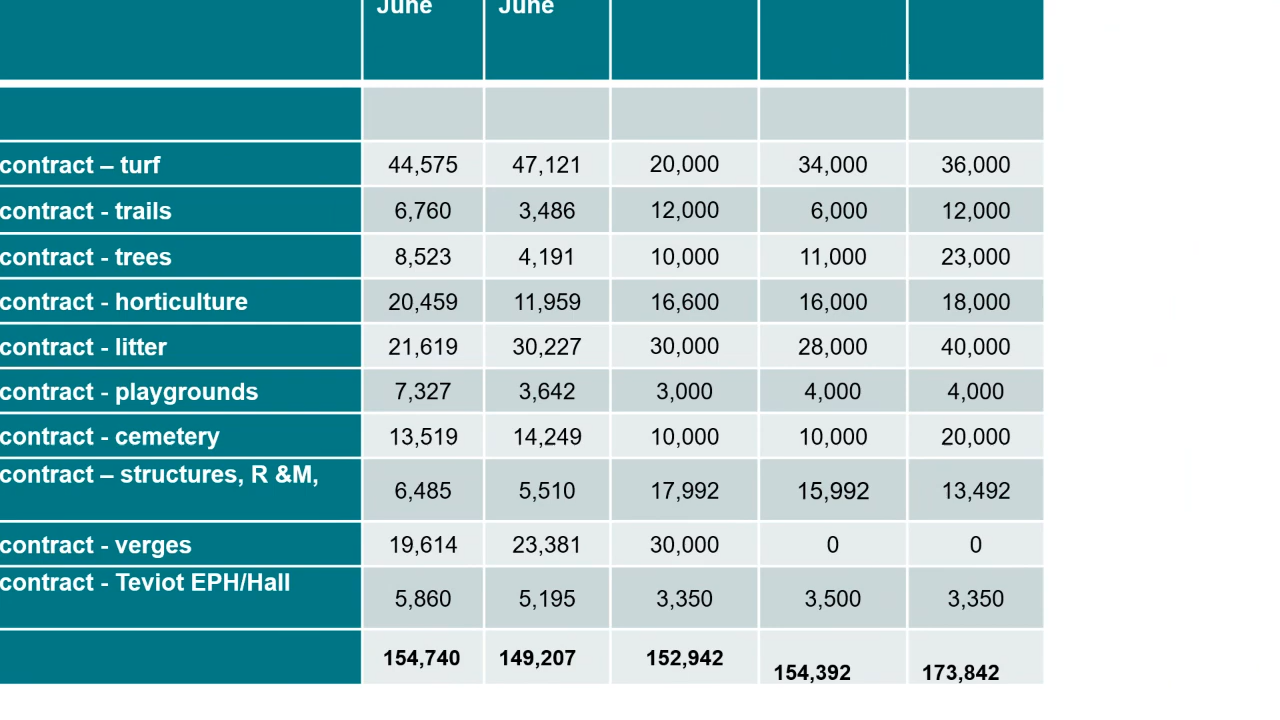 June June
contract – turf 44,575 47,121 20,000 34,000 36,000
contract - trails 6,760 3,486 12,000 6,000 12,000
contract - trees 8,523 4,191 10,000 11,000 23,000
contract - horticulture 20,459 11,959 16,600 16,000 18,000
contract - litter 21,619 30,227 30,000 28,000 40,000
contract - playgrounds 7,327 3,642 3,000 4,000 4,000
contract - cemetery 13,519 14,249 10,000 10,000 20,000
contract – structures, R &M,
6,485 5,510 17,992 15,992 13,492
contract - verges 19,614 23,381 30,000 0 0
contract - Teviot EPH/Hall
5,860 5,195 3,350 3,500 3,350
154,740 149,207 152,942 154,392 173,842